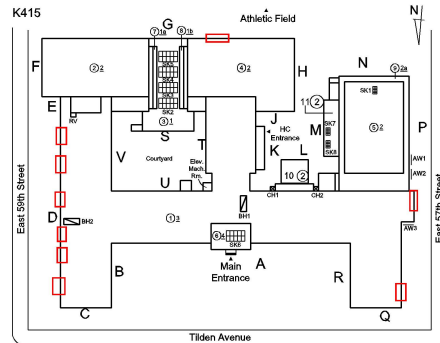 K415
Athletic Field
N
G
7 1a
8 1b
9 2a
F
2 2
SK5
SK4
SK3
SK2
4 2
H
N
SK1
E
RV
3 1
S
11 2
M
SK7
SK8
5 2
P
J
HC
Entrance
K
L
V
Courtyard
T
Elev.
Mach.
Rm.
U
10 2
CH1
CH2
AW1
AW2
AW3
East 59th Street
East 57th Street
D
BH2
1 3
BH1
6 4
SK6
Main
Entrance
A
B
C
R
Q
Tilden Avenue